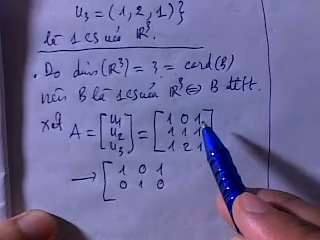 u₃ = (1, 2, 1)}
là 1 cs của ℝ³.
. Do dim(ℝ³) = 3 = card(B)
nên B là 1 cs của ℝ³ ⇔ B đltt.
xét A = [u₁ u₂ u₃] = [1 0 1
1 1 1
1 2 1]
→ [1 0 1
0 1 0